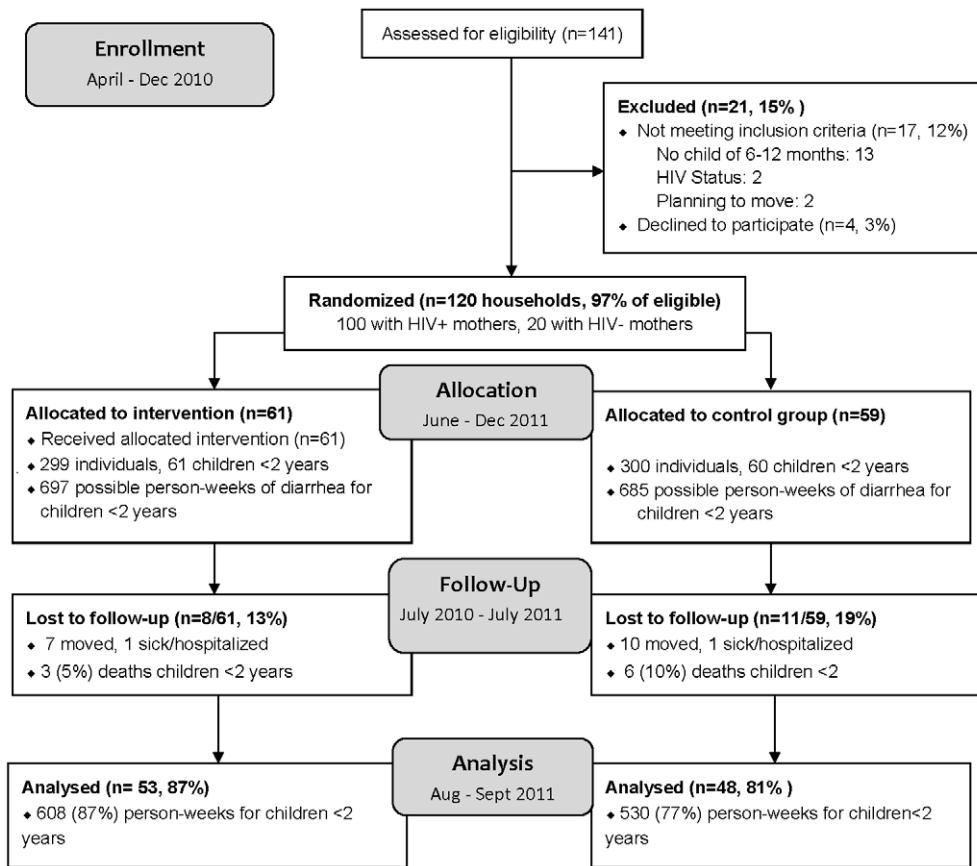 Enrollment
April - Dec 2010
Assessed for eligibility (n=141)
Excluded (n=21, 15% )
♦ Not meeting inclusion criteria (n=17, 12%)
No child of 6-12 months: 13
HIV Status: 2
Planning to move: 2
♦ Declined to participate (n=4, 3%)
Randomized (n=120 households, 97% of eligible)
100 with HIV+ mothers, 20 with HIV- mothers
Allocation
June - Dec 2011
Allocated to intervention (n=61)
♦ Received allocated intervention (n=61)
♦ 299 individuals, 61 children <2 years
♦ 697 possible person-weeks of diarrhea for
children <2 years
Allocated to control group (n=59)
♦ 300 individuals, 60 children <2 years
♦ 685 possible person-weeks of diarrhea for
children <2 years
Follow-Up
July 2010 - July 2011
Lost to follow-up (n=8/61, 13%)
♦ 7 moved, 1 sick/hospitalized
♦ 3 (5%) deaths children <2 years
Lost to follow-up (n=11/59, 19%)
♦ 10 moved, 1 sick/hospitalized
♦ 6 (10%) deaths children <2
Analysis
Aug - Sept 2011
Analysed (n= 53, 87%)
♦ 608 (87%) person-weeks for children <2
years
Analysed (n=48, 81% )
♦ 530 (77%) person-weeks for children<2
years